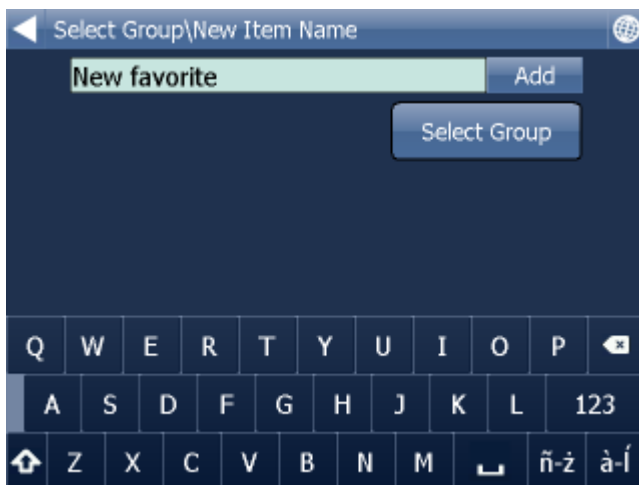 Select Group\New Item Name
New favorite Add
Select Group
Q W E R T Y U I O P
A S D F G H J K L 123
Z X C V B N M ñ-ż à-Í